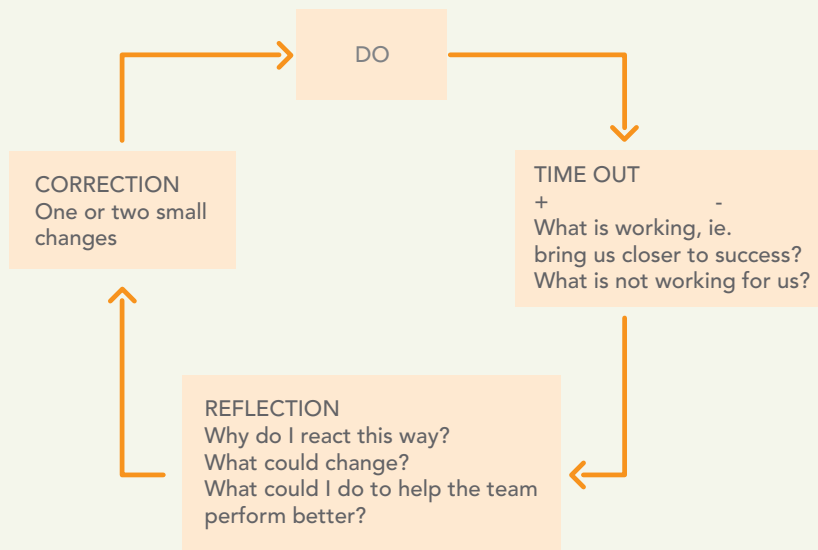 DO
TIME OUT
+ -
What is working, ie.
bring us closer to success?
What is not working for us?
REFLECTION
Why do I react this way?
What could change?
What could I do to help the team
perform better?
CORRECTION
One or two small
changes